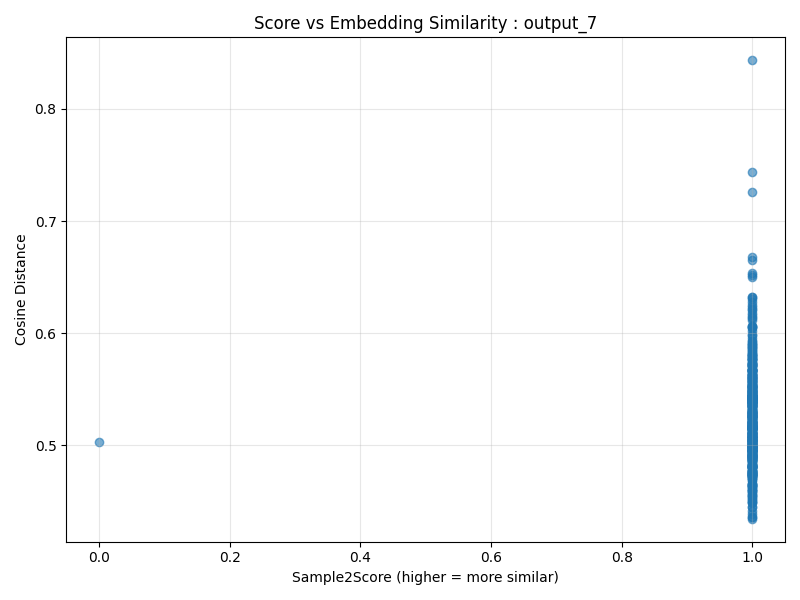 Score vs Embedding Similarity : output_7
Cosine Distance
0.8
0.7
0.6
0.5
0.0 0.2 0.4 0.6 0.8 1.0
Sample2Score (higher = more similar)